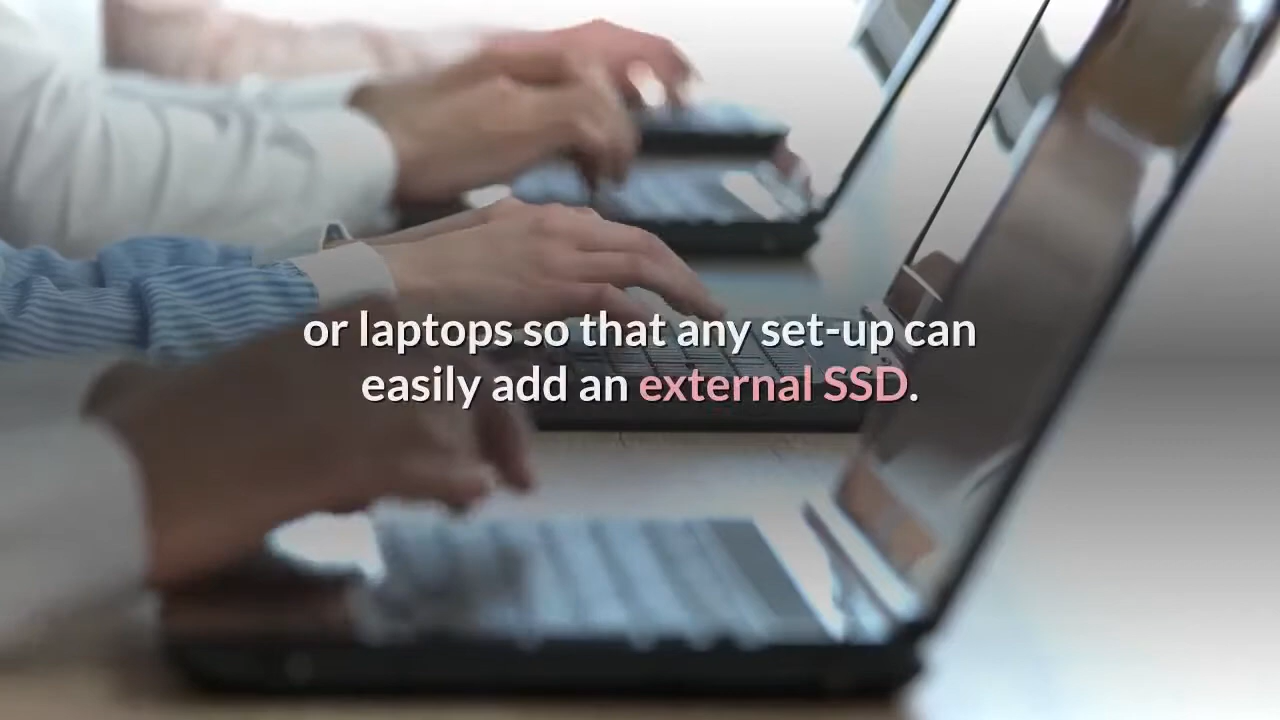 or laptops so that any set-up can
easily add an external SSD.